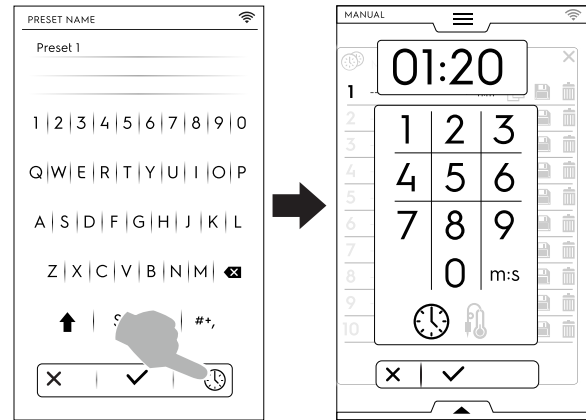 PRESET NAME
Preset 1
1 2 3 4 5 6 7 8 9 0
Q W E R T Y U I O P
A S D F G H J K L
Z X C V B N M
#+,
MANUAL
01:20
1
2
3
4
5
6
7
8
9
10
1 2 3
4 5 6
7 8 9
0 m:s